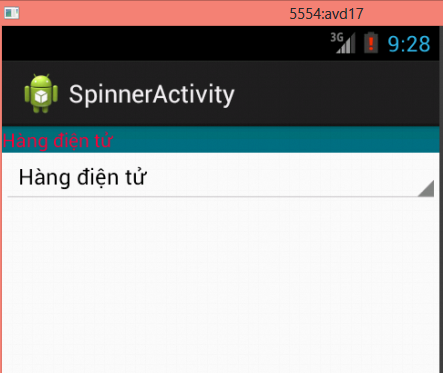 5554:avd17
3G 9:28
SpinnerActivity
Hàng điện tử
Hàng điện tử